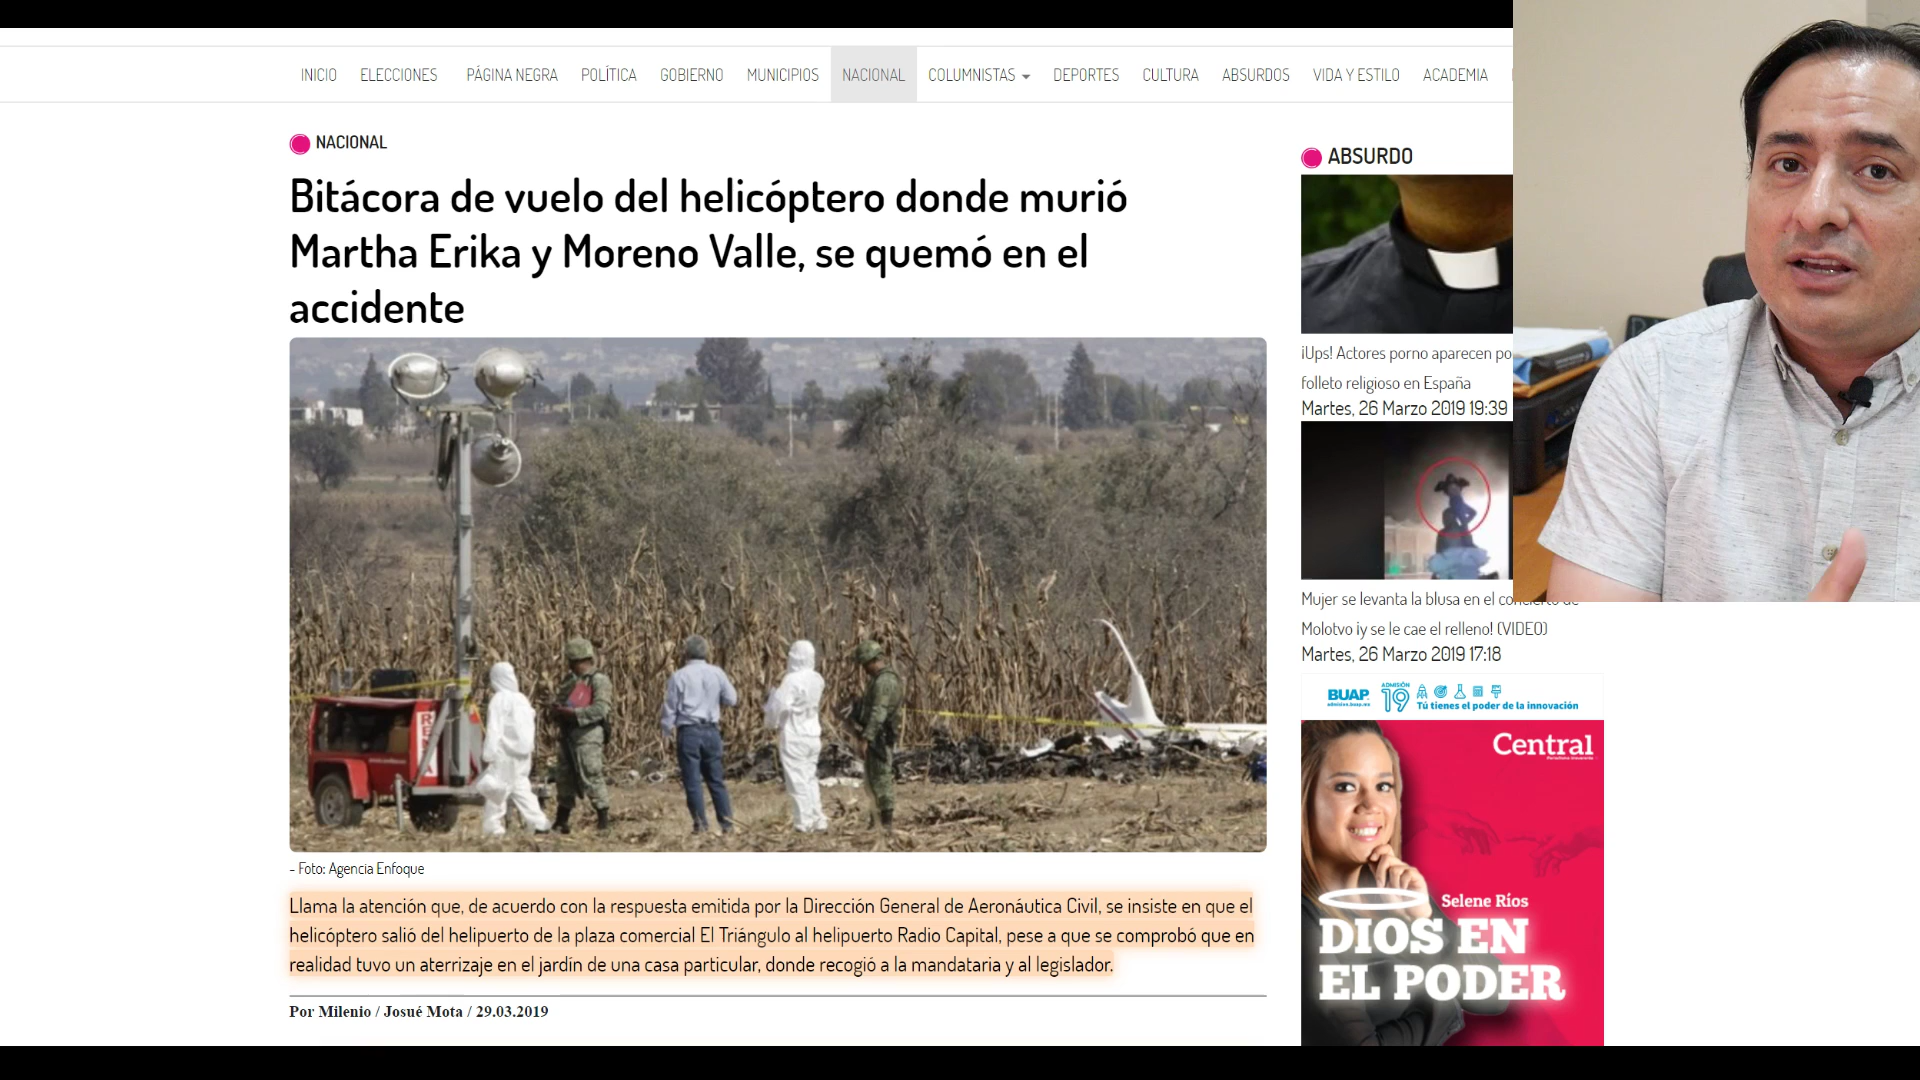 INICIO ELECCIONES PÁGINA NEGRA POLÍTICA GOBIERNO MUNICIPIOS NACIONAL COLUMNISTAS DEPORTES CULTURA ABSURDOS VIDA Y ESTILO ACADEMIA
NACIONAL
Bitácora de vuelo del helicóptero donde murió
Martha Erika y Moreno Valle, se quemó en el
accidente
- Foto: Agencia Enfoque
Llama la atención que, de acuerdo con la respuesta emitida por la Dirección General de Aeronáutica Civil, se insiste en que el
helicóptero salió del helipuerto de la plaza comercial El Triángulo al helipuerto Radio Capital, pese a que se comprobó que en
realidad tuvo un aterrizaje en el jardín de una casa particular, donde recogió a la mandataria y al legislador.
Por Milenio / Josué Mota / 29.03.2019
ABSURDO
¡Ups! Actores porno aparecen po
folleto religioso en España
Martes, 26 Marzo 2019 19:39
Mujer se levanta la blusa en el concierto de
Molotvo ¡y se le cae el relleno! (VIDEO)
Martes, 26 Marzo 2019 17:18
BUAP
admision.buap.mx
ADMISIÓN
19
Tú tienes el poder de la innovación
Central
Selene Ríos
DIOS EN
EL PODER